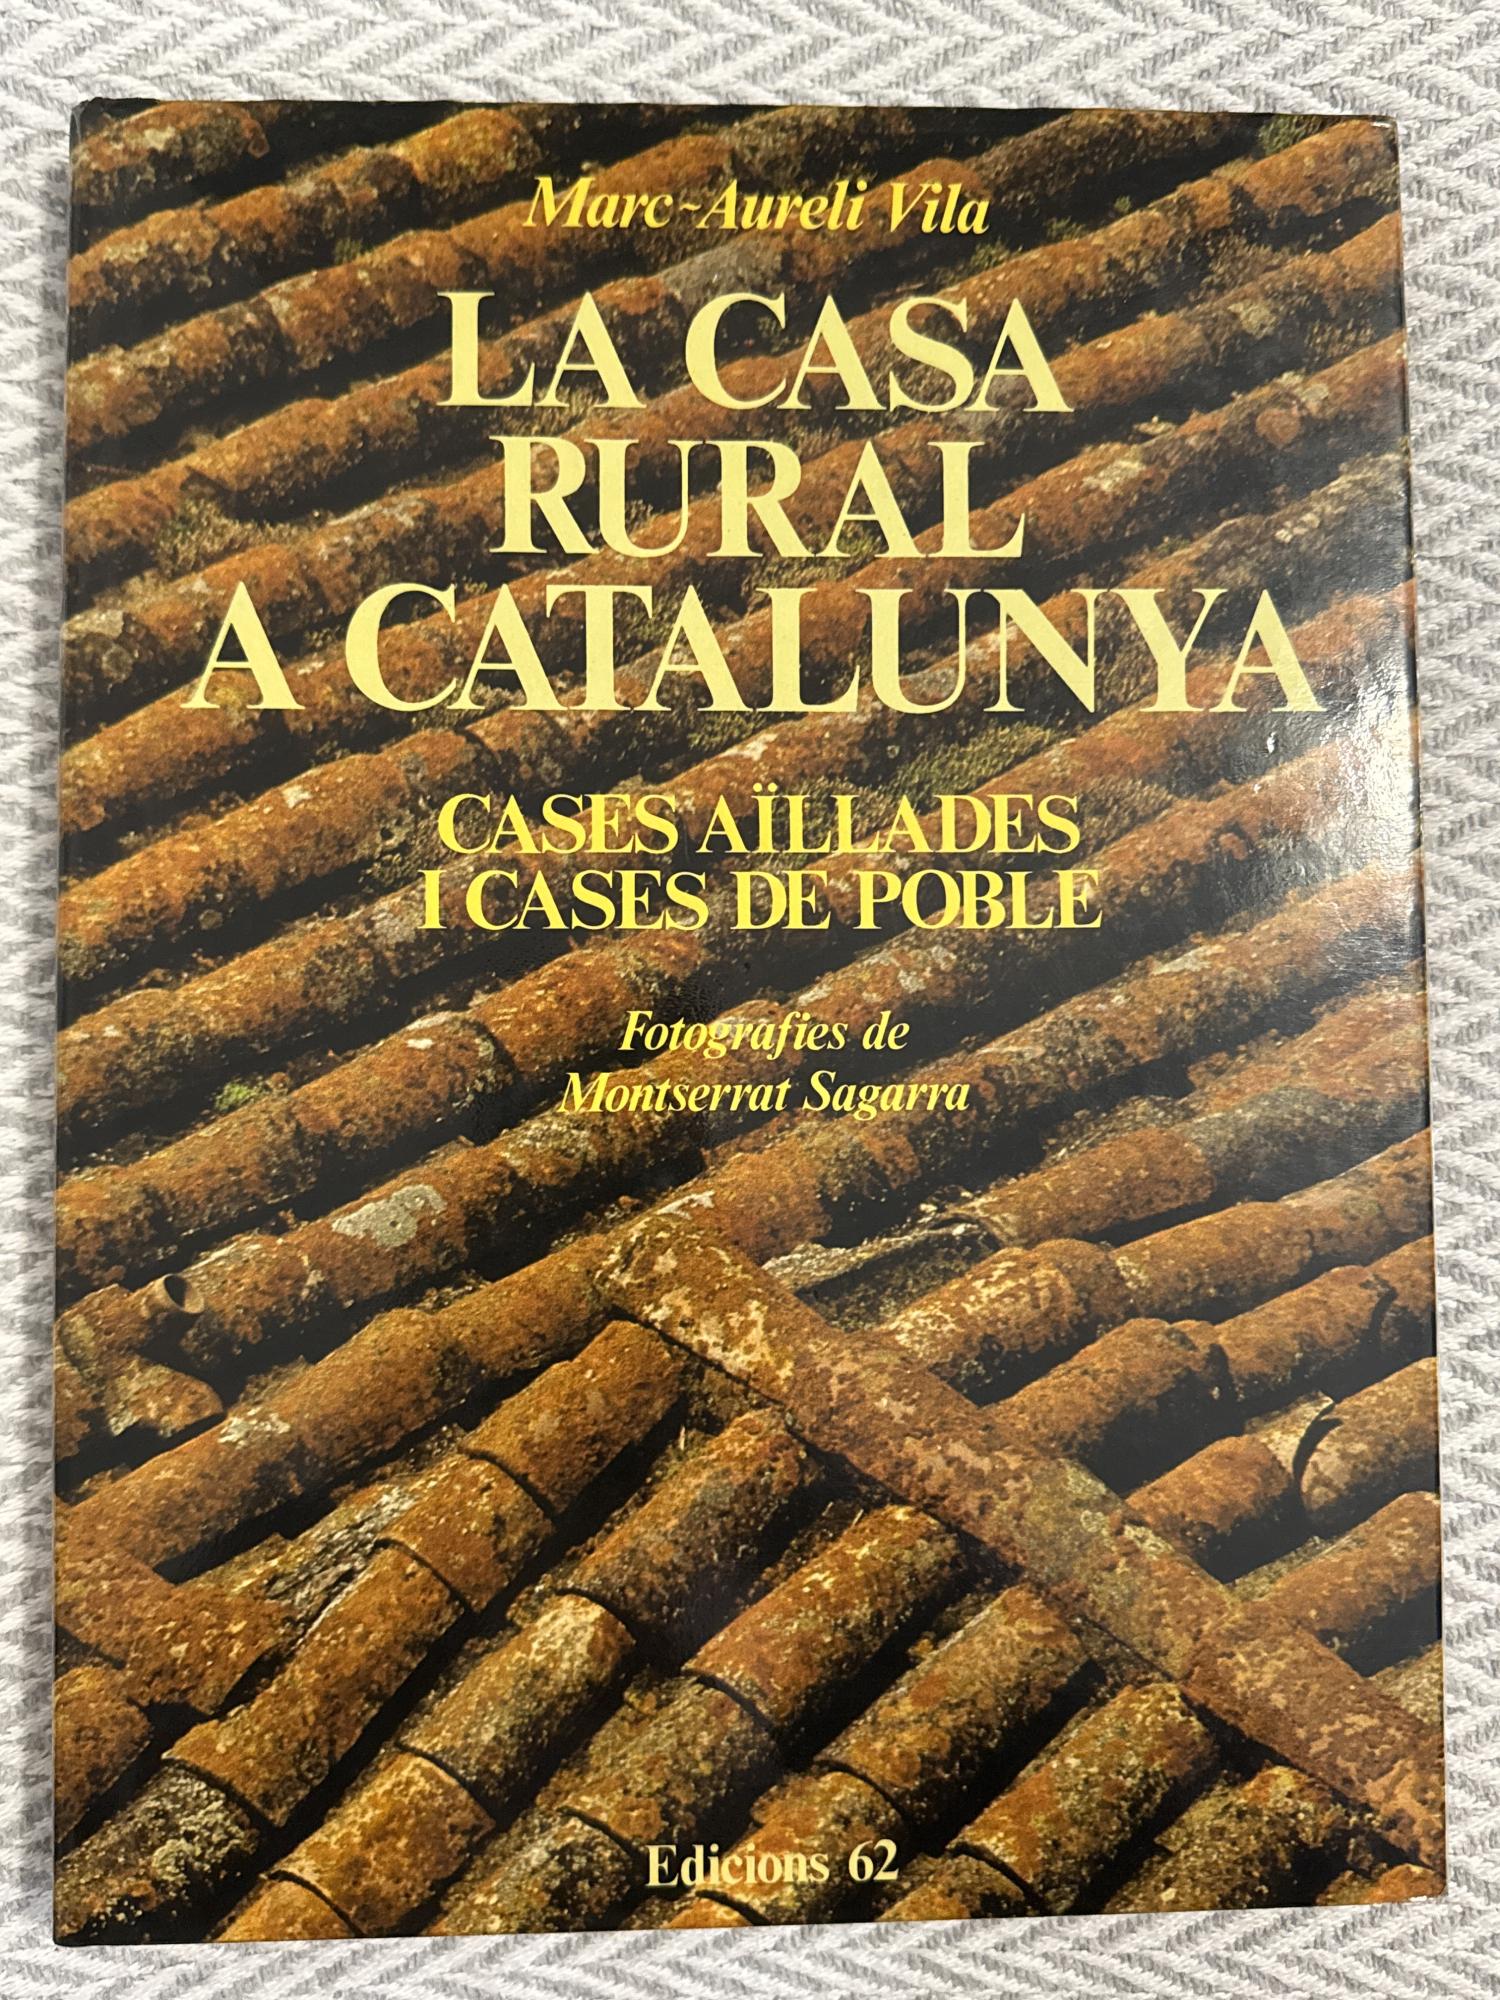 Marc-Aureli Vila
LA CASA
RURAL
A CATALUNYA
CASES AÏLLADES
I CASES DE POBLE
Fotografies de
Montserrat Sagarra
Edicions 62